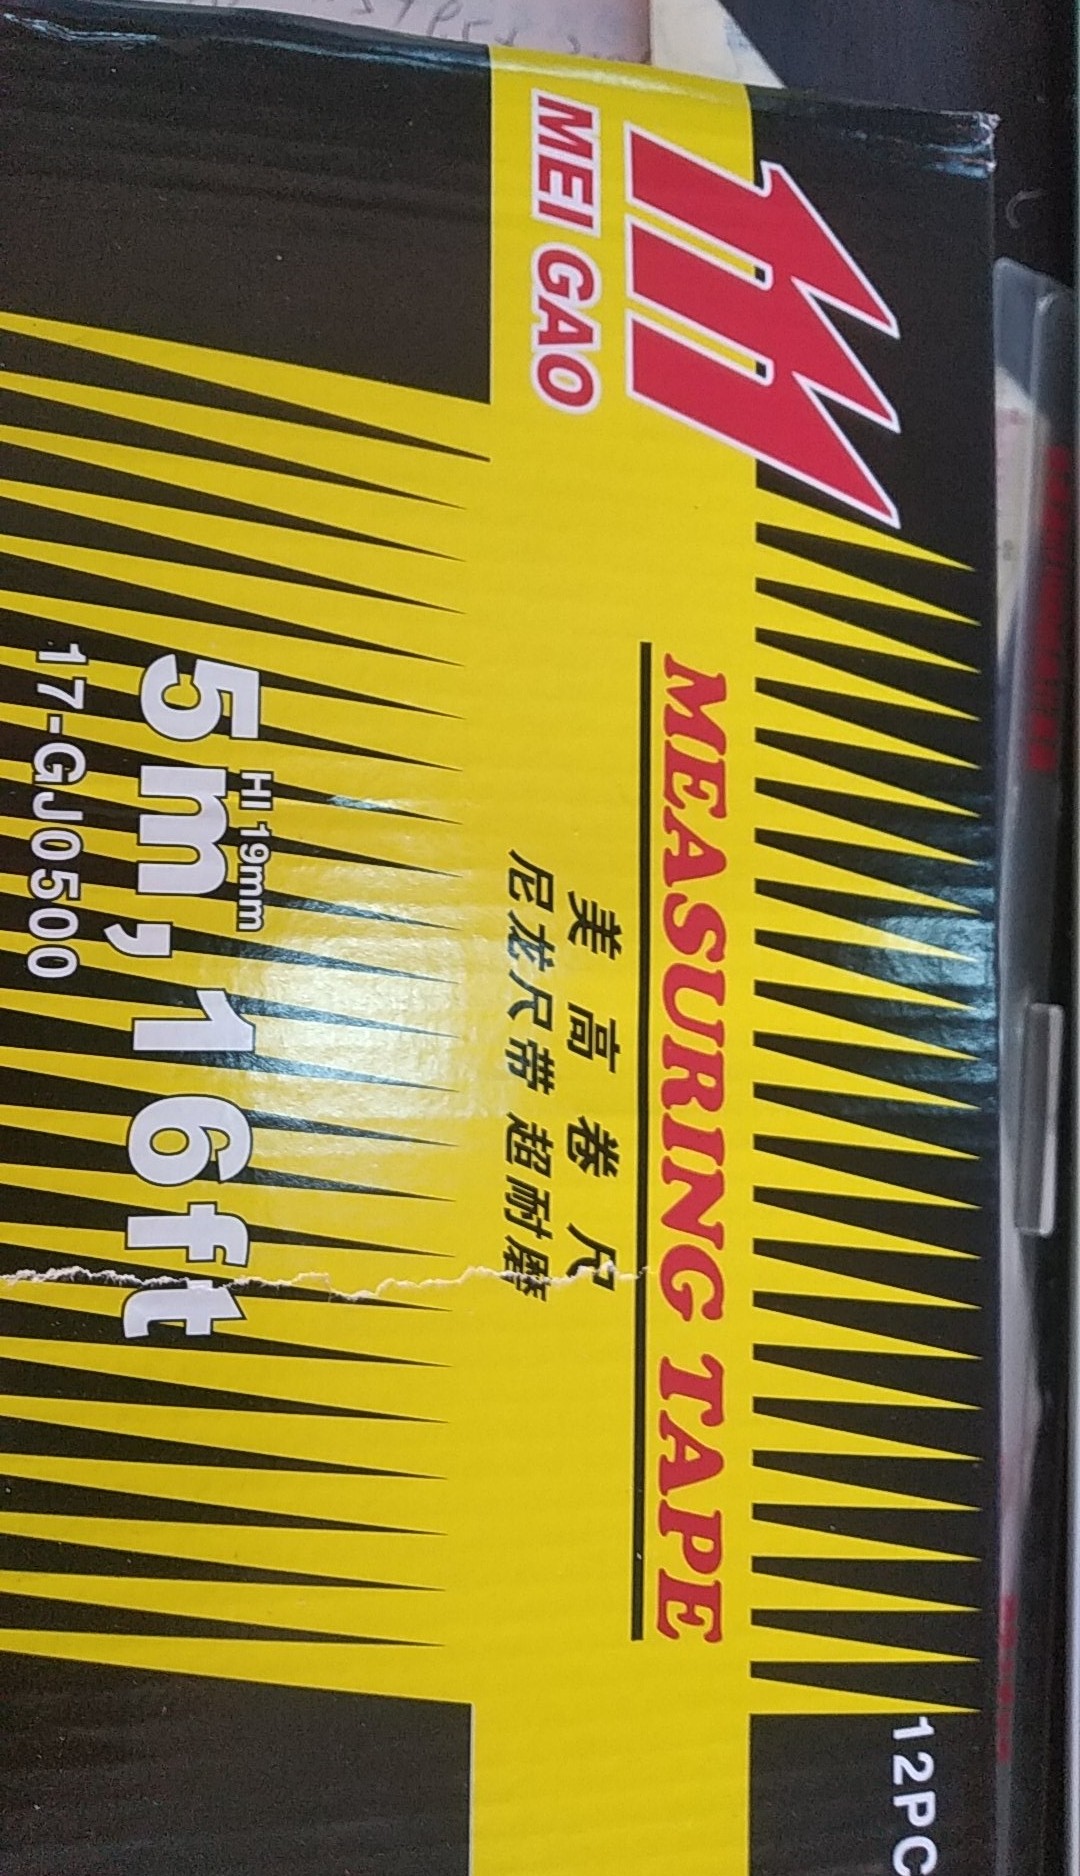 MEI GAO
MEASURING TAPE
美高卷尺
尼龙尺带 超耐磨
HI 19mm
5m,16ft
17-GJ0500
12PC